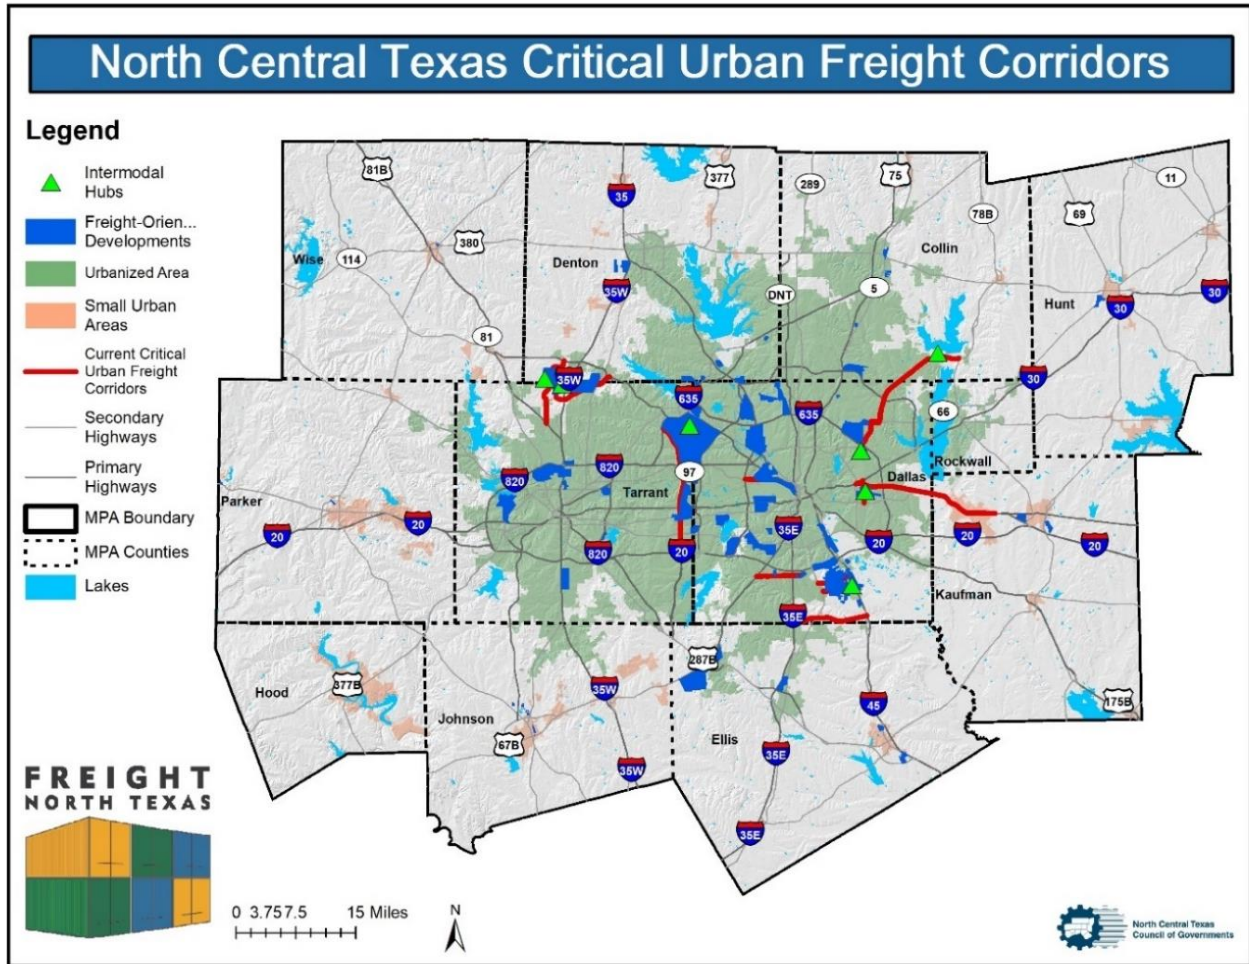 North Central Texas Critical Urban Freight Corridors
Legend
Intermodal
Hubs
Freight-Orien...
Developments
Urbanized Area
Small Urban
Areas
Current Critical
Urban Freight
Corridors
Secondary
Highways
Primary
Highways
MPA Boundary
MPA Counties
Lakes
81B
377
289
75
11
35
78B
69
380
Wise
114
Denton
Collin
35W
DNT
5
Hunt
30
30
81
35W
635
635
30
66
820
820
97
Tarrant
Dallas
Rockwall
Parker
20
20
820
20
35E
20
20
20
Kaufman
35E
287B
Hood
377B
35W
45
175B
Johnson
67B
Ellis
35E
35W
35E
FREIGHT
NORTH TEXAS
0 3.757.5 15 Miles
N
North Central Texas
Council of Governments